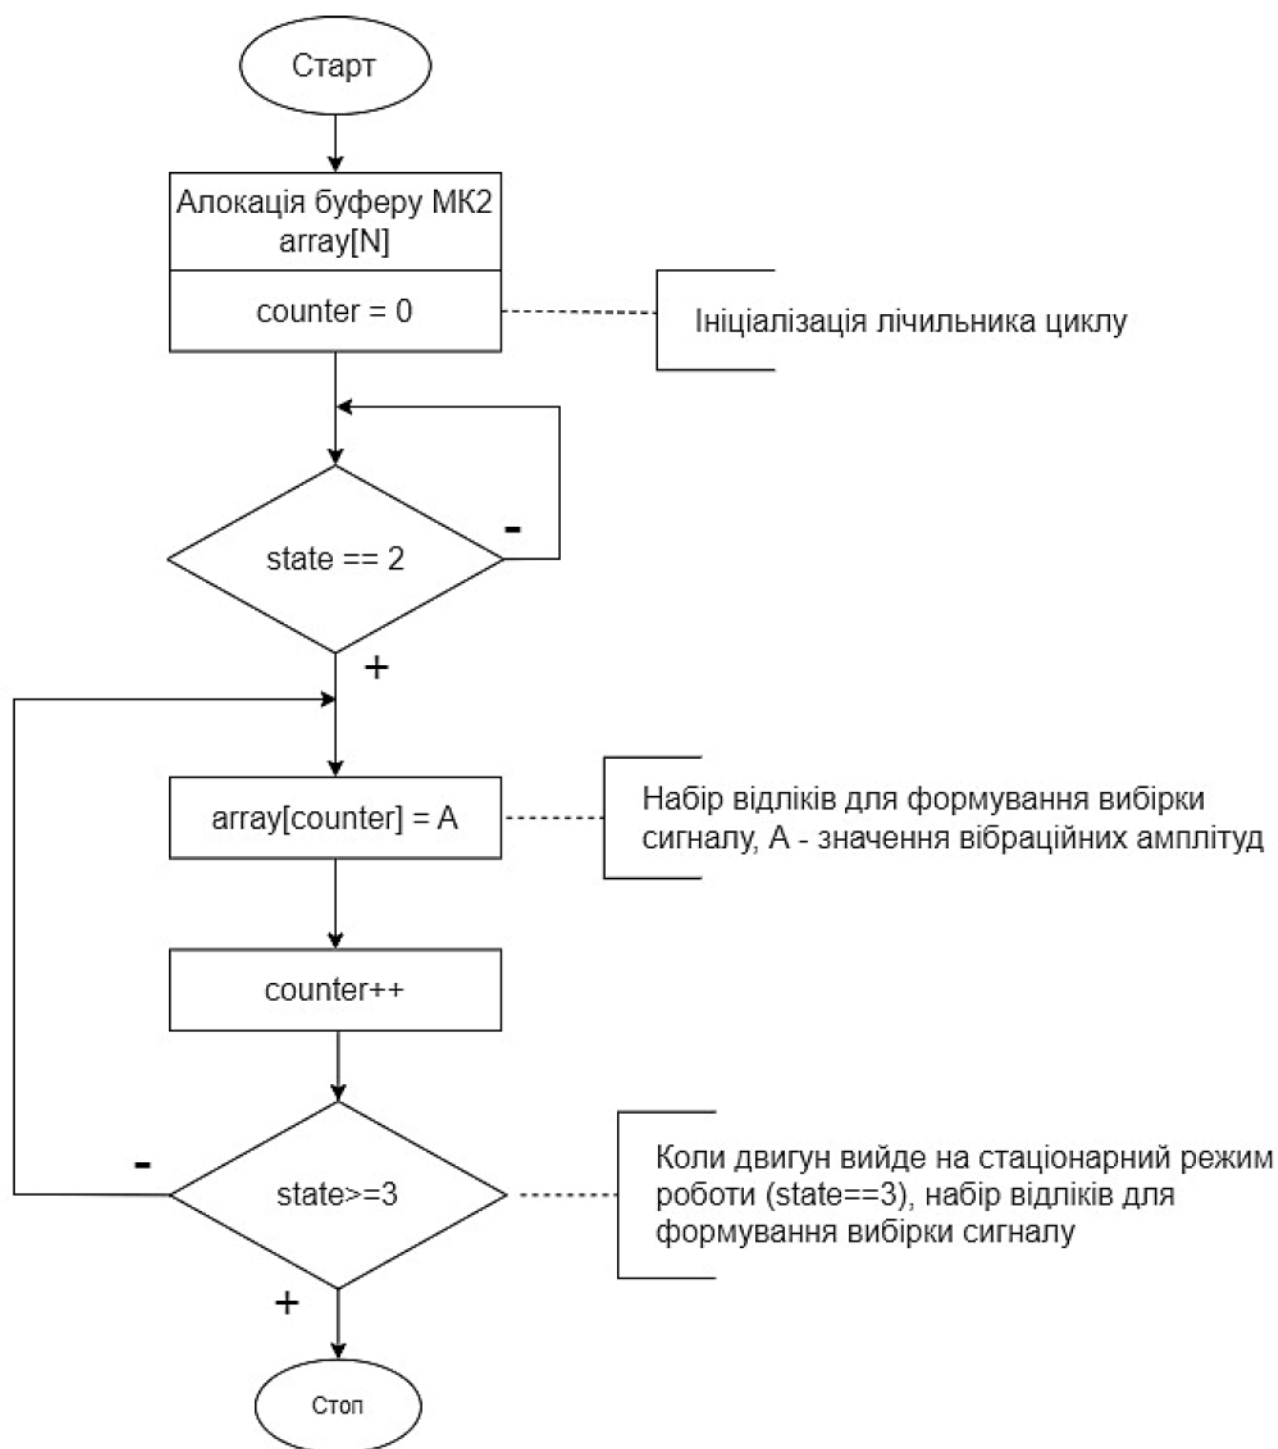 Старт
Алокація буферу МК2
array[N]
counter = 0
Ініціалізація лічильника циклу
-
state == 2
+
array[counter] = A
Набір відліків для формування вибірки
сигналу, А - значення вібраційних амплітуд
counter++
-
state>=3
Коли двигун вийде на стаціонарний режим
роботи (state==3), набір відліків для
формування вибірки сигналу
+
Стоп